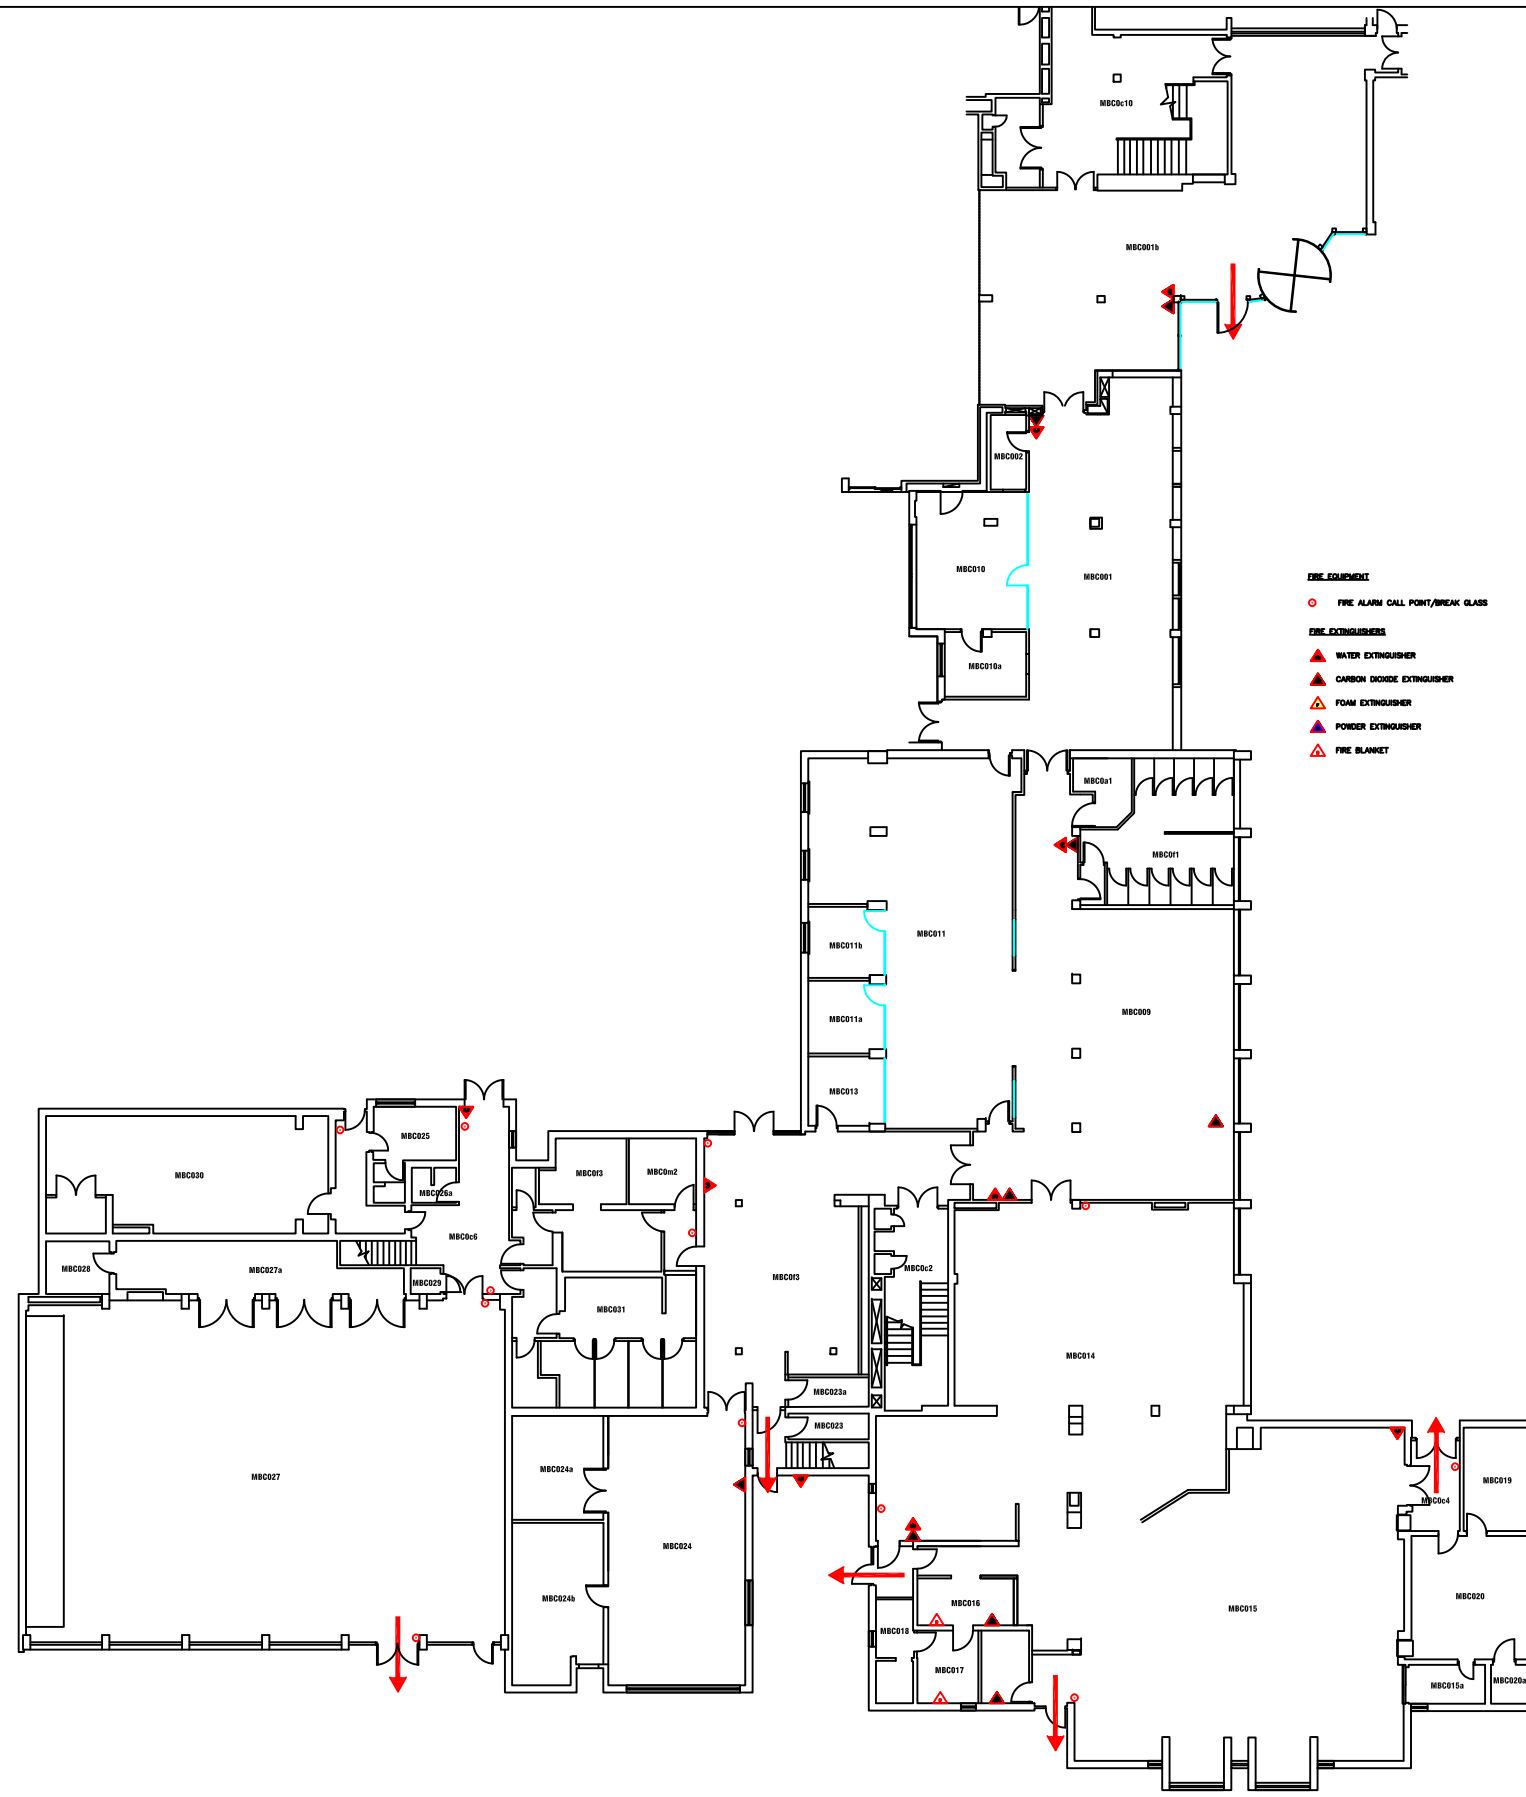 MBC0c10
MBC001b
MBC002
MBC010
MBC001
MBC010a
FIRE EQUIPMENT
FIRE ALARM CALL POINT/BREAK GLASS
FIRE EXTINGUISHERS
WATER EXTINGUISHER
CARBON DIOXIDE EXTINGUISHER
FOAM EXTINGUISHER
POWDER EXTINGUISHER
FIRE BLANKET
MBC0a1
MBC0f1
MBC011
MBC011b
MBC009
MBC011a
MBC013
MBC025
MBC030
MBC026a
MBC0f3
MBC0m2
MBC0c6
MBC028
MBC027a
MBC029
MBC0f3
MBC0c2
MBC031
MBC014
MBC023a
MBC023
MBC027
MBC024a
MBC024
MBC024b
MBC0c4
MBC019
MBC016
MBC015
MBC020
MBC018
MBC017
MBC015a
MBC020a